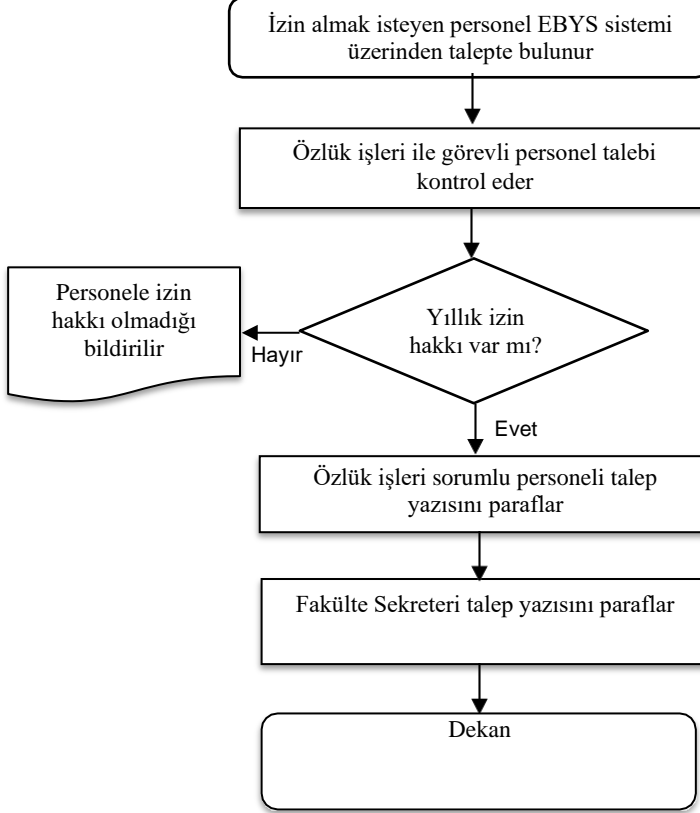 İzin almak isteyen personel EBYS sistemi
üzerinden talepte bulunur
Özlük işleri ile görevli personel talebi
kontrol eder
Personele izin
hakkı olmadığı
bildirilir
Yıllık izin
hakkı var mı?
Hayır
Evet
Özlük işleri sorumlu personeli talep
yazısını paraflar
Fakülte Sekreteri talep yazısını paraflar
Dekan